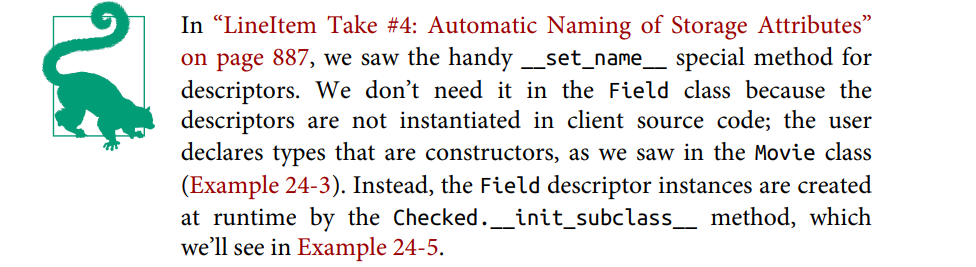 In “LineItem Take #4: Automatic Naming of Storage Attributes”
on page 887, we saw the handy __set_name__ special method for
descriptors. We don’t need it in the Field class because the
descriptors are not instantiated in client source code; the user
declares types that are constructors, as we saw in the Movie class
(Example 24-3). Instead, the Field descriptor instances are created
at runtime by the Checked.__init_subclass__ method, which
we’ll see in Example 24-5.